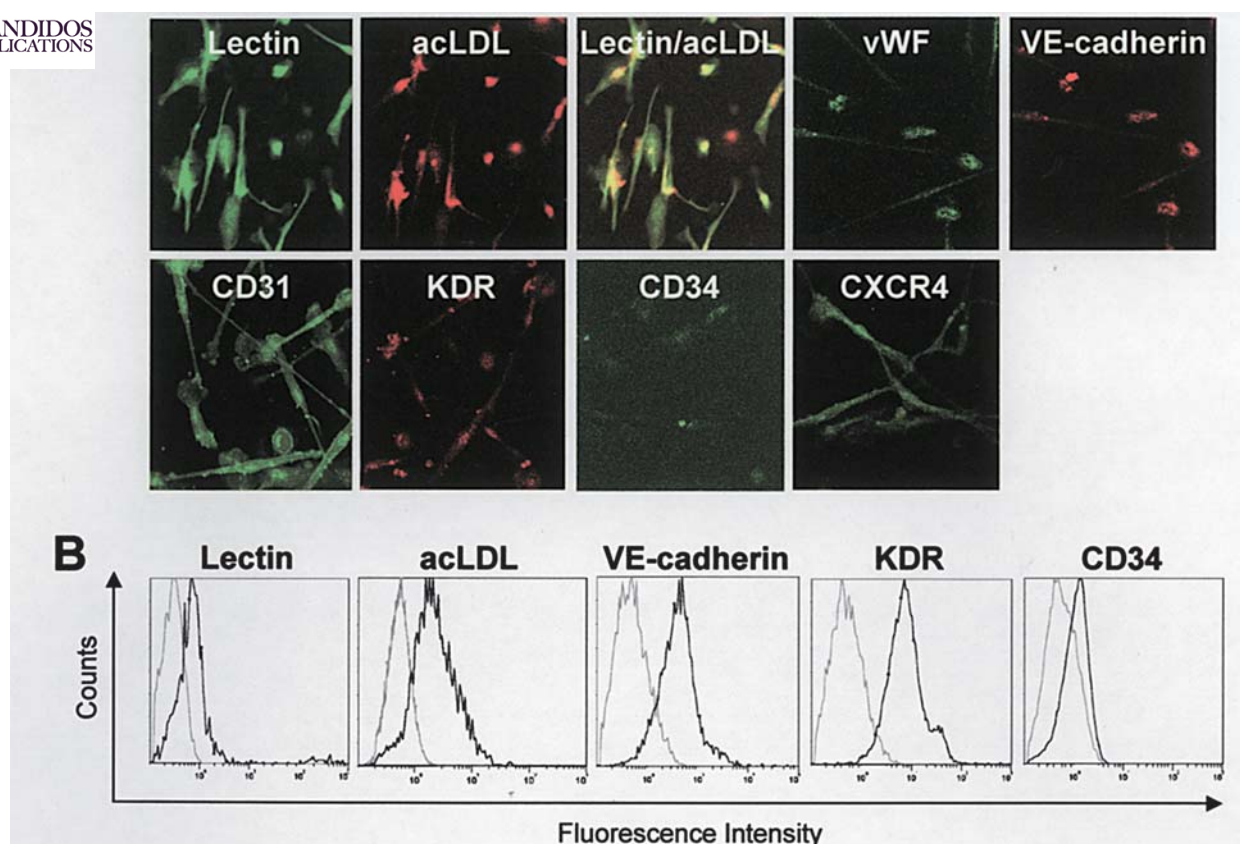 ANDIDOS
LICATIONS
Lectin
acLDL
Lectin/acLDL
vWF
VE-cadherin
CD31
KDR
CD34
CXCR4
B
Lectin
acLDL
VE-cadherin
KDR
CD34
Counts
Fluorescence Intensity